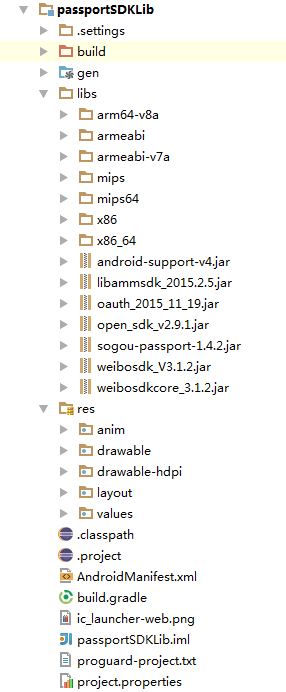 passportSDKLib
.settings
build
gen
libs
arm64-v8a
armeabi
armeabi-v7a
mips
mips64
x86
x86_64
android-support-v4.jar
libammsdk_2015.2.5.jar
oauth_2015_11_19.jar
open_sdk_v2.9.1.jar
sogou-passport-1.4.2.jar
weibosdk_V3.1.2.jar
weibosdkcore_3.1.2.jar
res
anim
drawable
drawable-hdpi
layout
values
.classpath
.project
AndroidManifest.xml
build.gradle
ic_launcher-web.png
passportSDKLib.iml
proguard-project.txt
project.properties